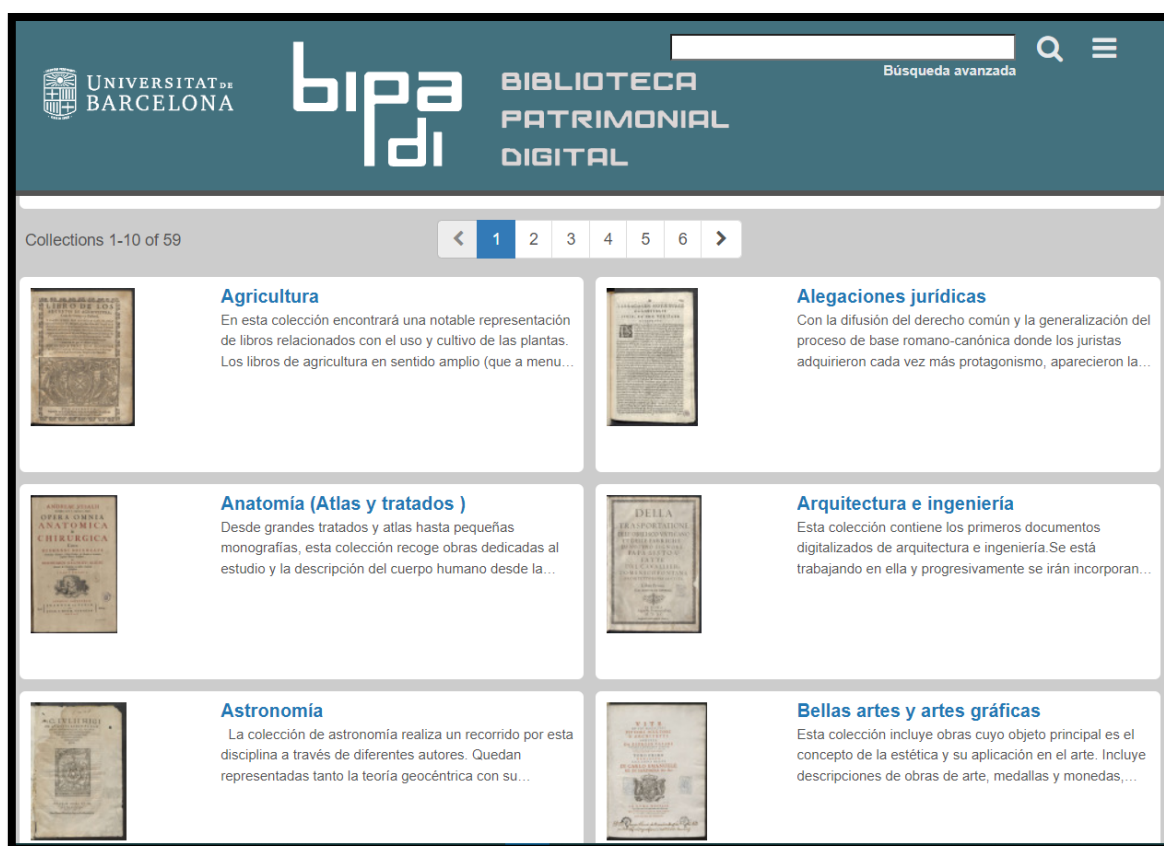 UNIVERSITAT DE
BARCELONA
bipadi
BIBLIOTECA
PATRIMONIAL
DIGITAL
Búsqueda avanzada
Collections 1-10 of 59
1 2 3 4 5 6
Agricultura
En esta colección encontrará una notable representación
de libros relacionados con el uso y cultivo de las plantas.
Los libros de agricultura en sentido amplio (que a menu...
Alegaciones jurídicas
Con la difusión del derecho común y la generalización del
proceso de base romano-canónica donde los juristas
adquirieron cada vez más protagonismo, aparecieron la...
Anatomía (Atlas y tratados )
Desde grandes tratados y atlas hasta pequeñas
monografías, esta colección recoge obras dedicadas al
estudio y la descripción del cuerpo humano desde la...
OPERA OMNIA
ANATOMICA
CHIRURGICA
Arquitectura e ingeniería
Esta colección contiene los primeros documentos
digitalizados de arquitectura e ingeniería.Se está
trabajando en ella y progresivamente se irán incorporan...
DELLA
Astronomía
La colección de astronomía realiza un recorrido por esta
disciplina a través de diferentes autores. Quedan
representadas tanto la teoría geocéntrica con su...
Bellas artes y artes gráficas
Esta colección incluye obras cuyo objeto principal es el
concepto de la estética y su aplicación en el arte. Incluye
descripciones de obras de arte, medallas y monedas,...